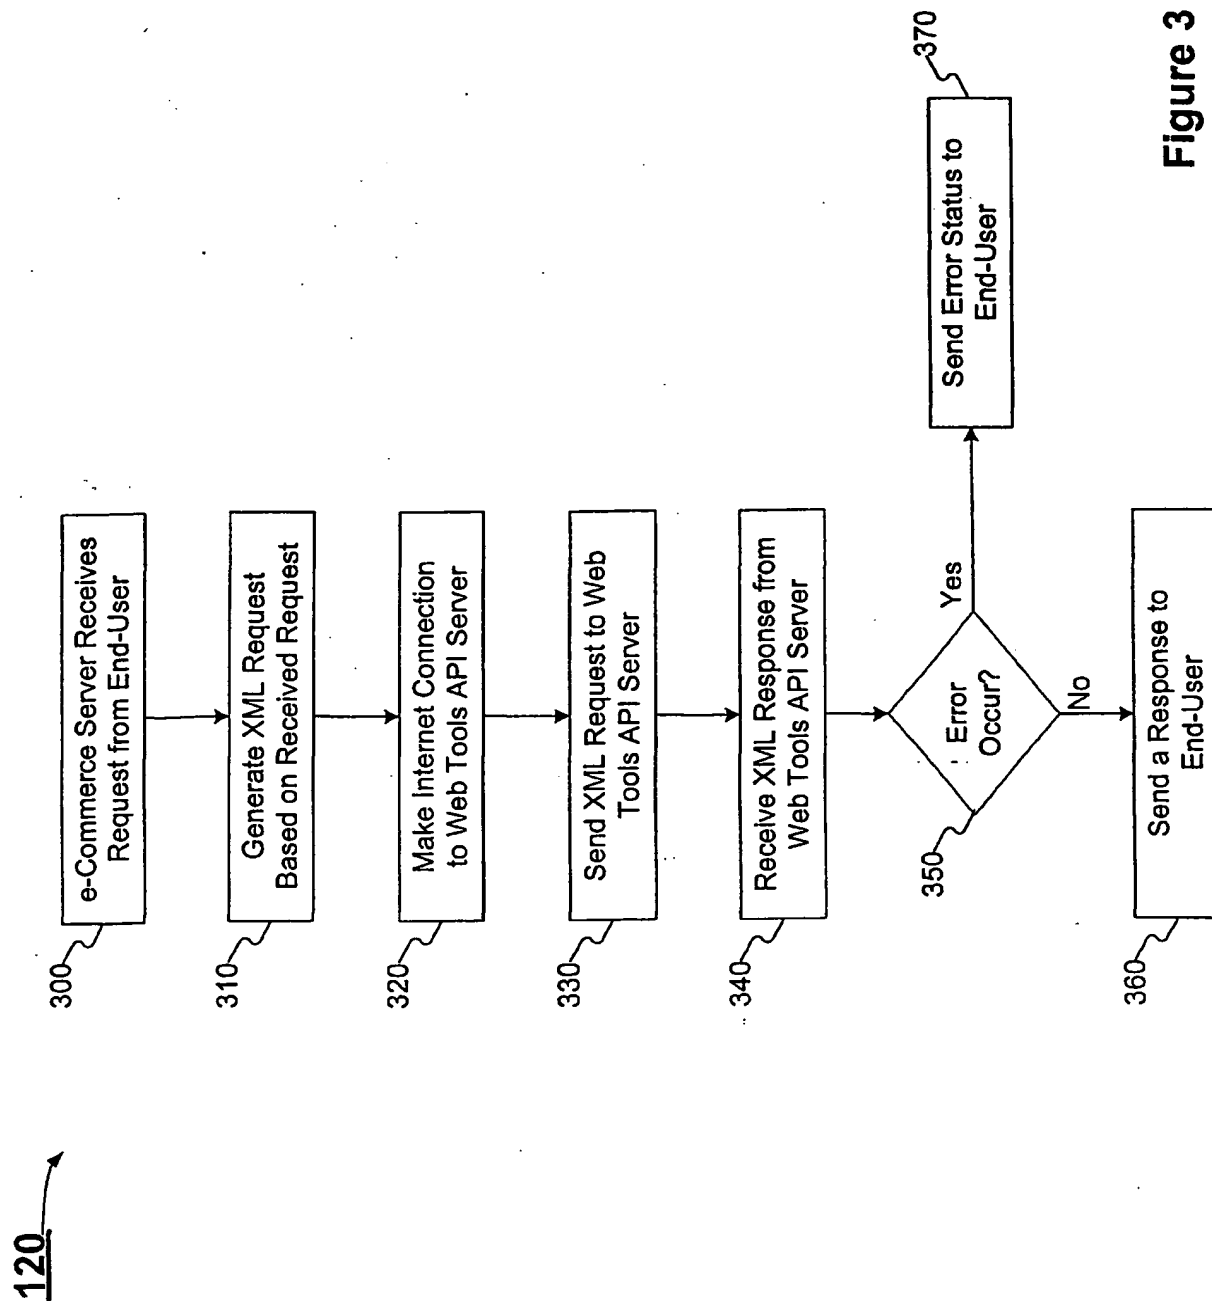 120
300
e-Commerce Server Receives
Request from End-User
310
Generate XML Request
Based on Received Request
320
Make Internet Connection
to Web Tools API Server
330
Send XML Request to Web
Tools API Server
340
Receive XML Response from
Web Tools API Server
350
Error
Occur?
Yes
370
Send Error Status to
End-User
No
360
Send a Response to
End-User
Figure 3